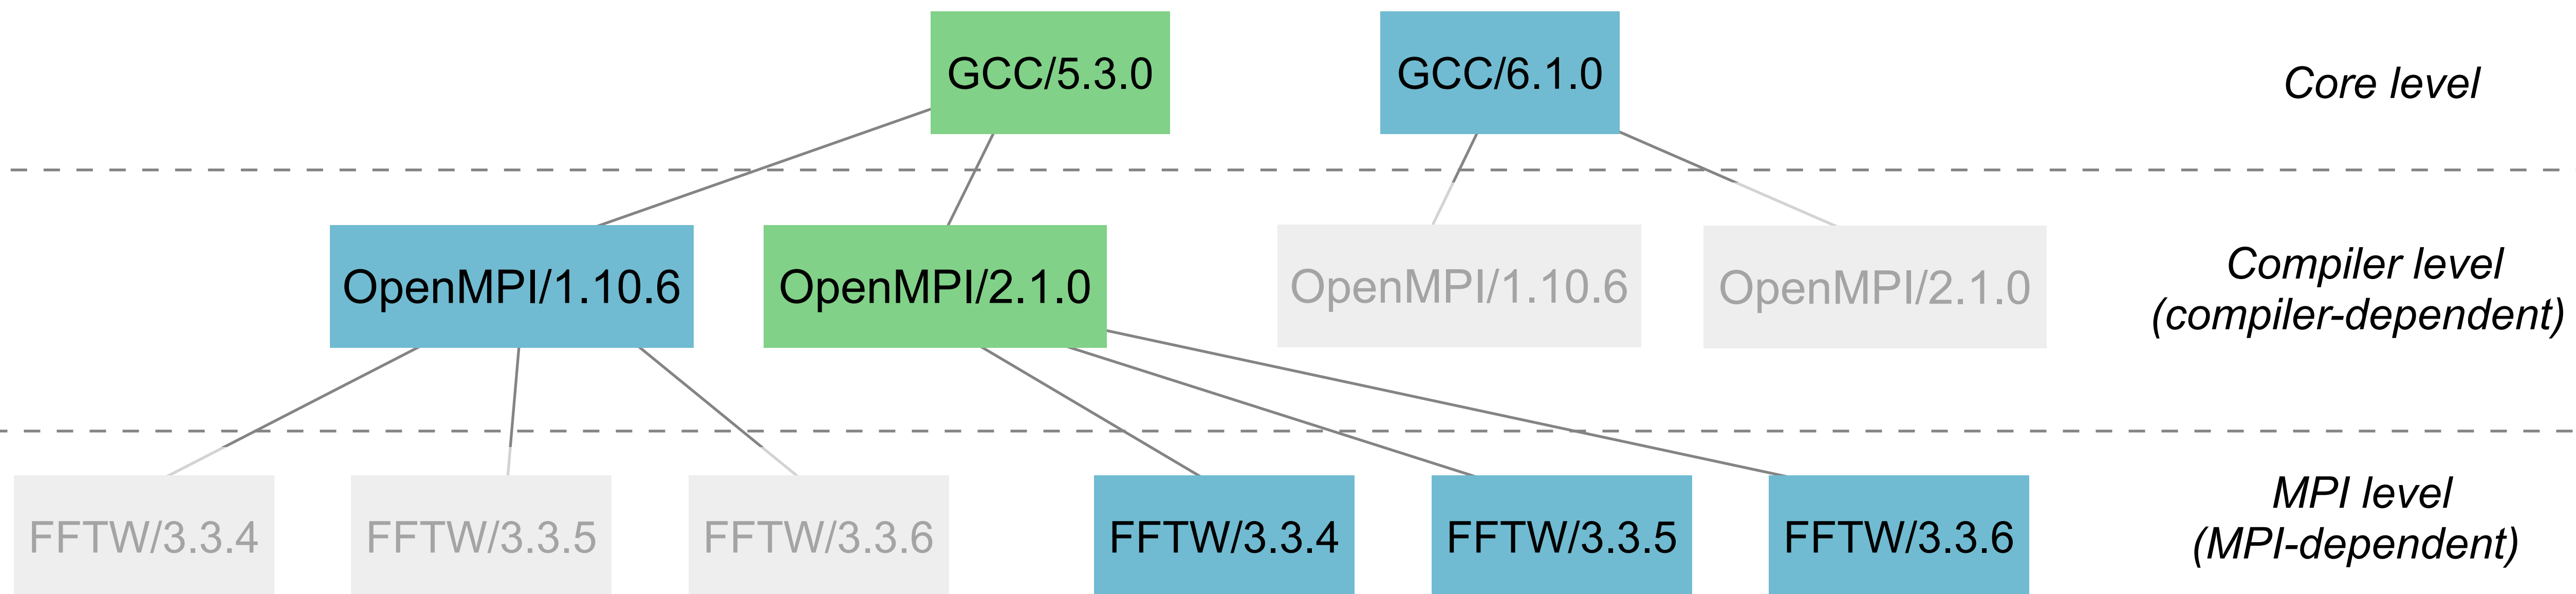 GCC/5.3.0
GCC/6.1.0
Core level
OpenMPI/1.10.6
OpenMPI/2.1.0
OpenMPI/1.10.6
OpenMPI/2.1.0
Compiler level
(compiler-dependent)
FFTW/3.3.4
FFTW/3.3.5
FFTW/3.3.6
FFTW/3.3.4
FFTW/3.3.5
FFTW/3.3.6
MPI level
(MPI-dependent)